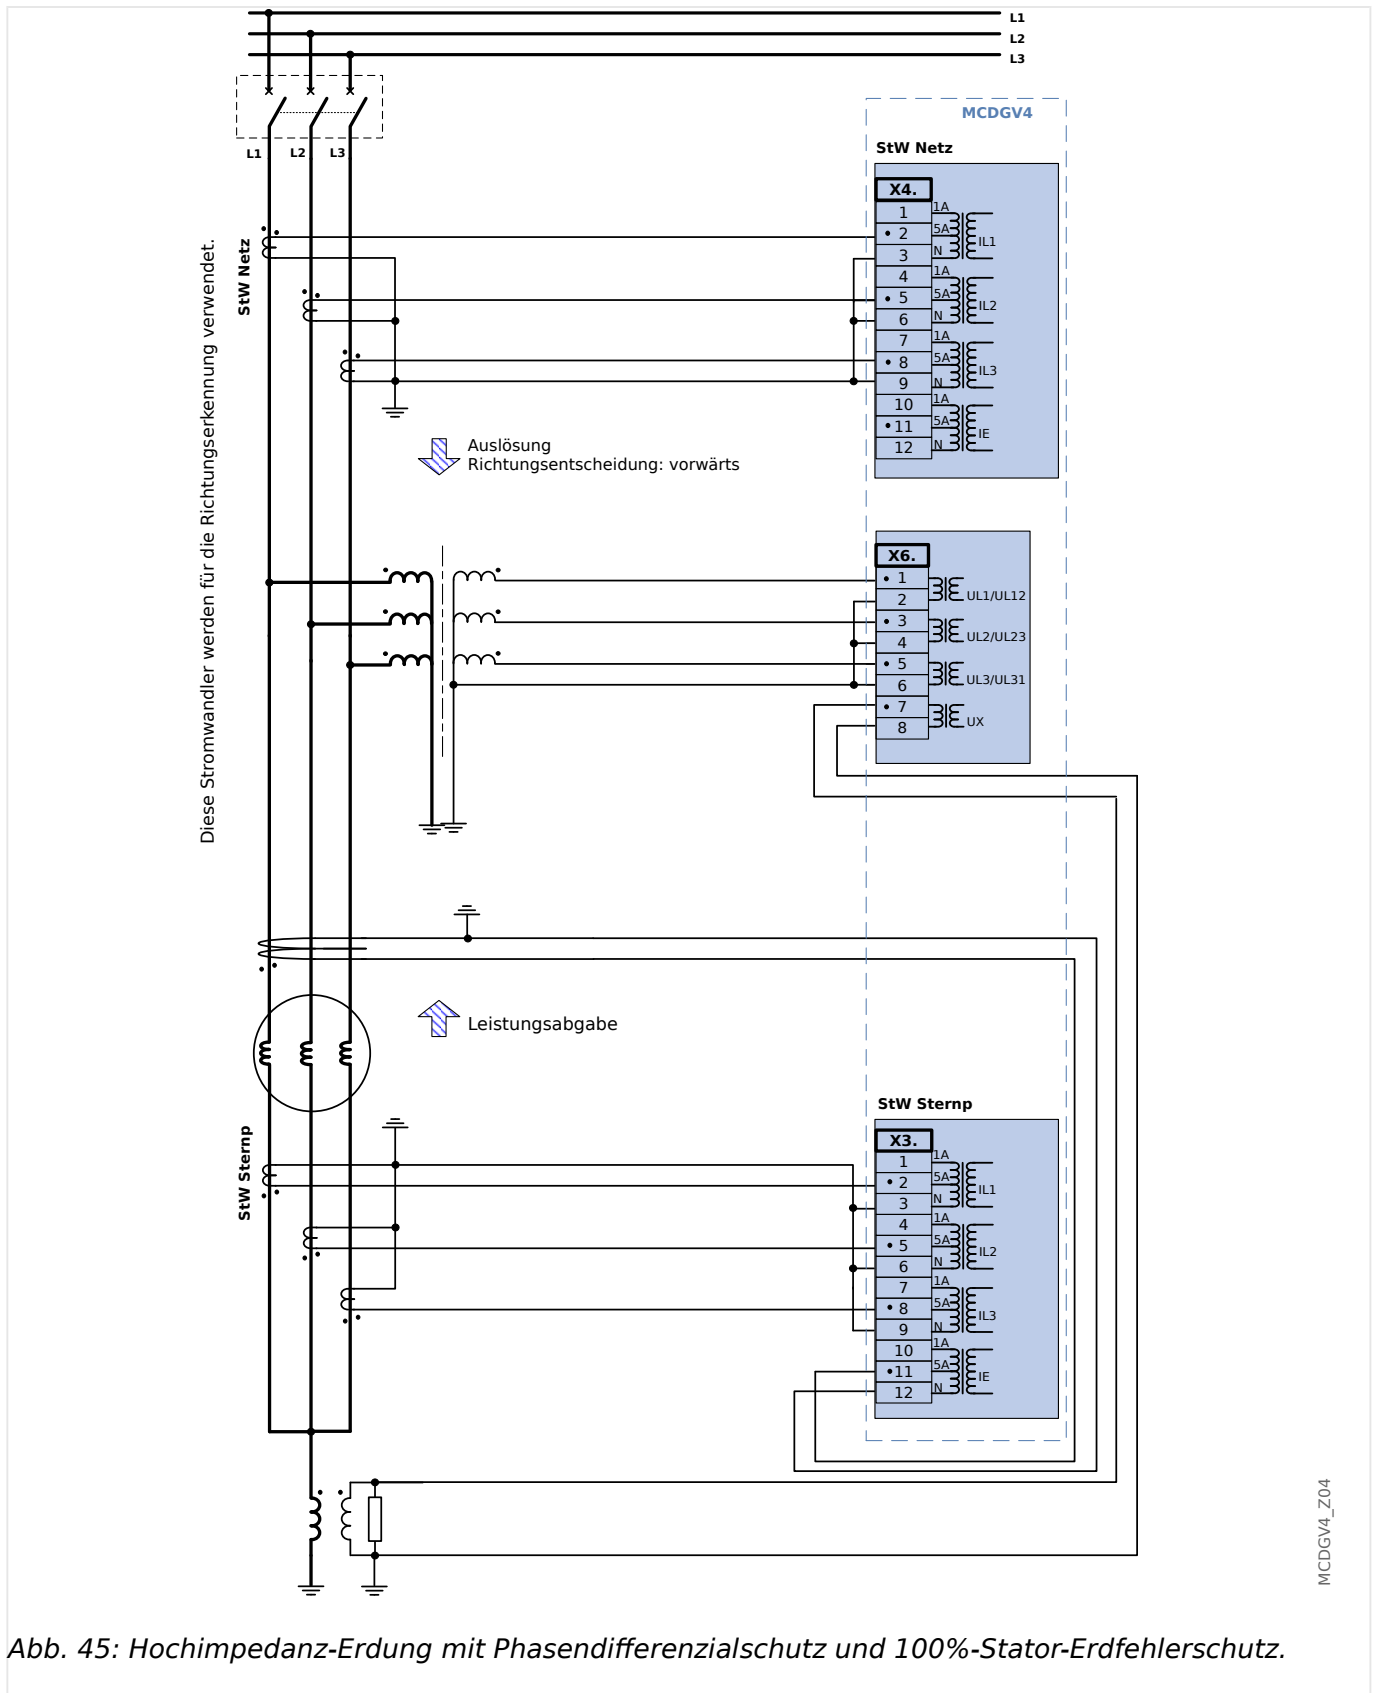 L1
L2
L3
L1 L2 L3
MCDGV4
StW Netz
X4.
1 1A
• 2 5A IL1
3 N
4 1A
• 5 5A IL2
6 N
7 1A
• 8 5A IL3
9 N
10 1A
• 11 5A IE
12 N
StW Netz
Diese Stromwandler werden für die Richtungserkennung verwendet.
Auslösung
Richtungsentscheidung: vorwärts
X6.
• 1
2 UL1/UL12
• 3
4 UL2/UL23
• 5
6 UL3/UL31
• 7
8 UX
Leistungsabgabe
StW Sternp
StW Sternp
X3.
1 1A
• 2 5A IL1
3 N
4 1A
• 5 5A IL2
6 N
7 1A
• 8 5A IL3
9 N
10 1A
• 11 5A IE
12 N
MCDGV4_Z04
Abb. 45: Hochimpedanz-Erdung mit Phasendifferenzialschutz und 100%-Stator-Erdfehlerschutz.